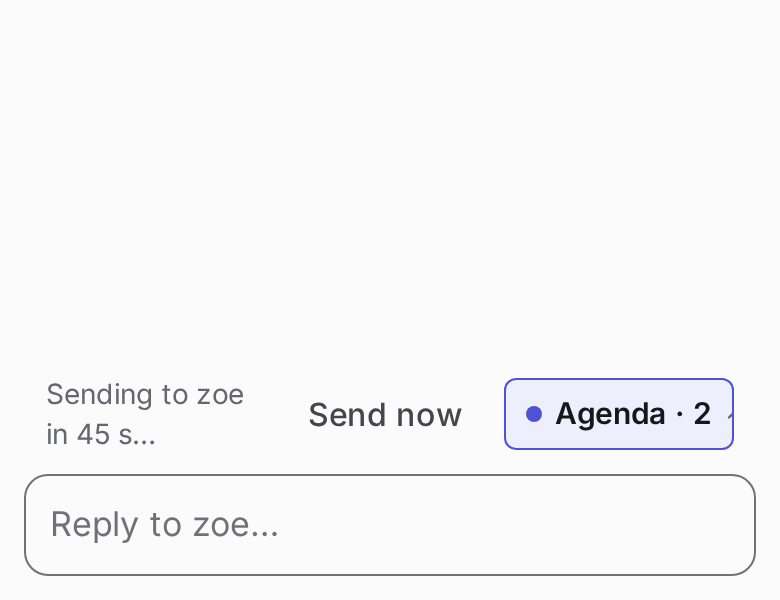 Sending to zoe
in 45 s...
Send now
Agenda · 2
Reply to zoe...